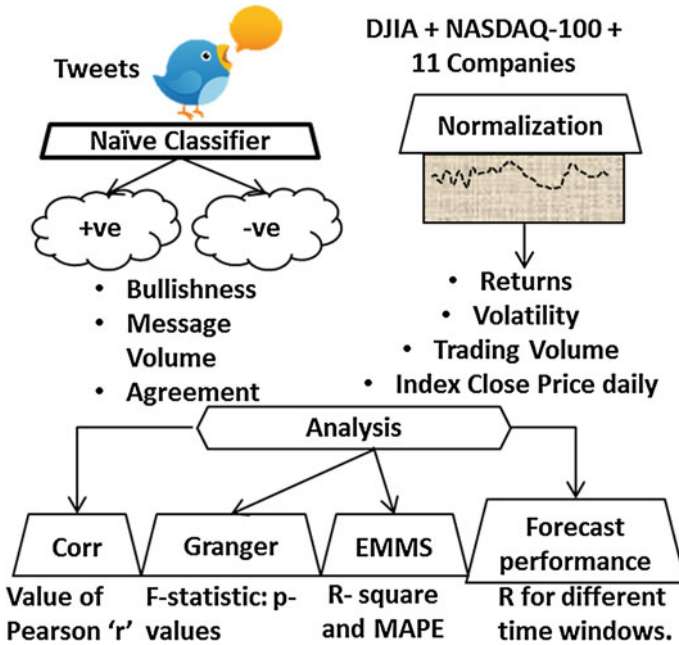 Tweets
DJIA + NASDAQ-100 +
11 Companies
Naïve Classifier
Normalization
+ve
-ve
• Bullishness
• Message
Volume
• Agreement
• Returns
• Volatility
• Trading Volume
• Index Close Price daily
Analysis
Corr
Granger
EMMS
Forecast
performance
Value of
Pearson ‘r’
F-statistic: p-
values
R- square
and MAPE
R for different
time windows.